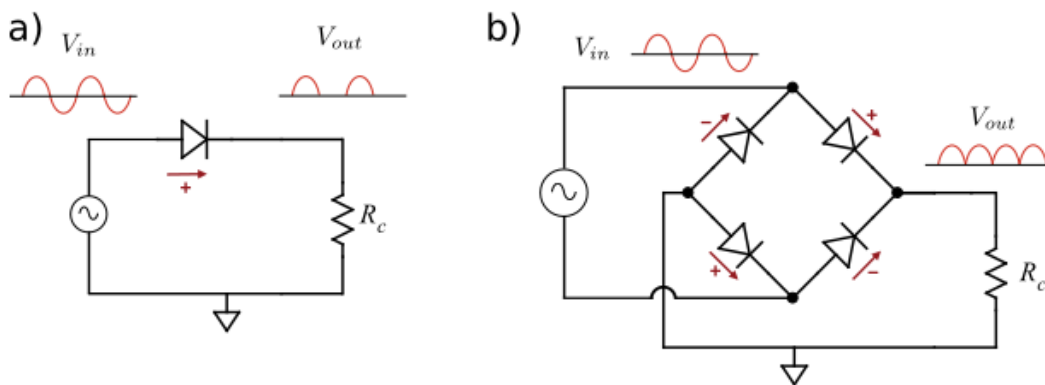 a)
V_in
V_out
+
R_c
b)
V_in
-
+
V_out
+
-
R_c